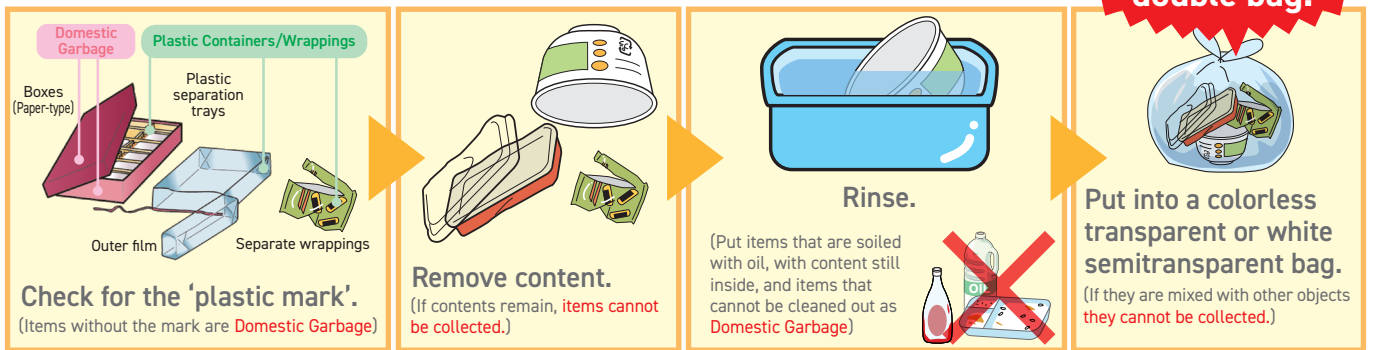 Domestic
Garbage
Plastic Containers/Wrappings
Boxes
(Paper-type)
Plastic
separation
trays
Outer film
Separate wrappings
Check for the ‘plastic mark’.
(Items without the mark are Domestic Garbage)
Remove content.
(If contents remain, items cannot
be collected.)
Rinse.
(Put items that are soiled
with oil, with content still
inside, and items that
cannot be cleaned out as
Domestic Garbage)
OIL
double bag.
Put into a colorless
transparent or white
semitransparent bag.
(If they are mixed with other objects
they cannot be collected.)